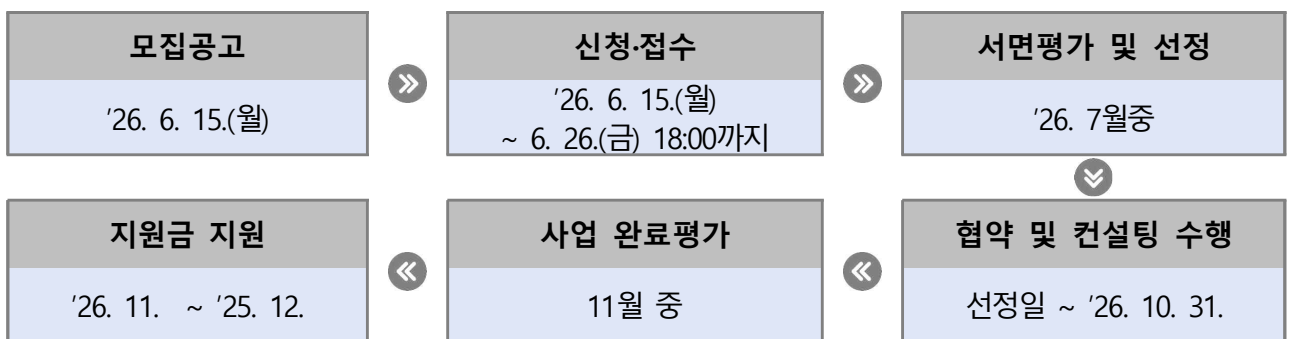 모집공고
'26. 6. 15.(월)
신청·접수
'26. 6. 15.(월)
~ 6. 26.(금) 18:00까지
서면평가 및 선정
'26. 7월중
협약 및 컨설팅 수행
선정일 ~ '26. 10. 31.
사업 완료평가
11월 중
지원금 지원
'26. 11. ~ '25. 12.